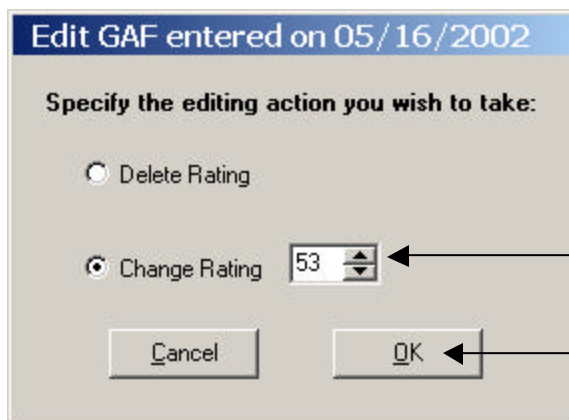 Edit GAF entered on 05/16/2002
Specify the editing action you wish to take:
Delete Rating
Change Rating 53
Cancel OK